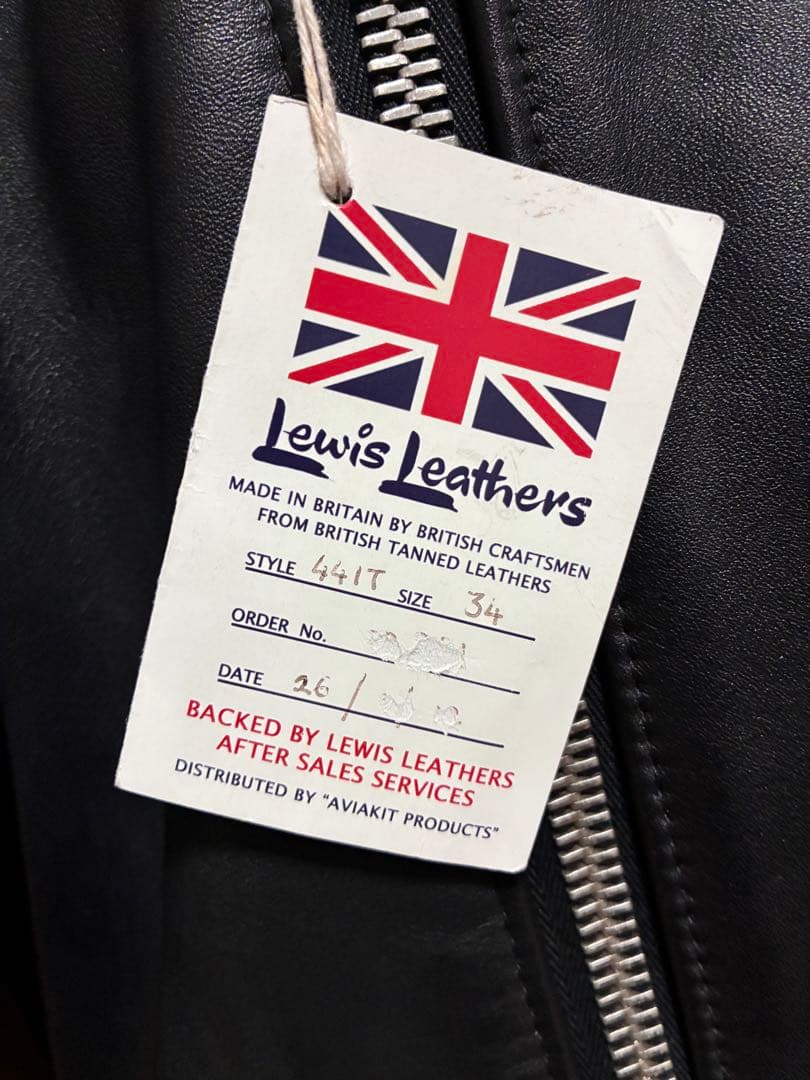 Lewis Leathers
MADE IN BRITAIN BY BRITISH CRAFTSMEN
FROM BRITISH TANNED LEATHERS
STYLE 441T SIZE 34
ORDER No.
DATE 26 /
BACKED BY LEWIS LEATHERS
AFTER SALES SERVICES
DISTRIBUTED BY "AVIAKIT PRODUCTS"